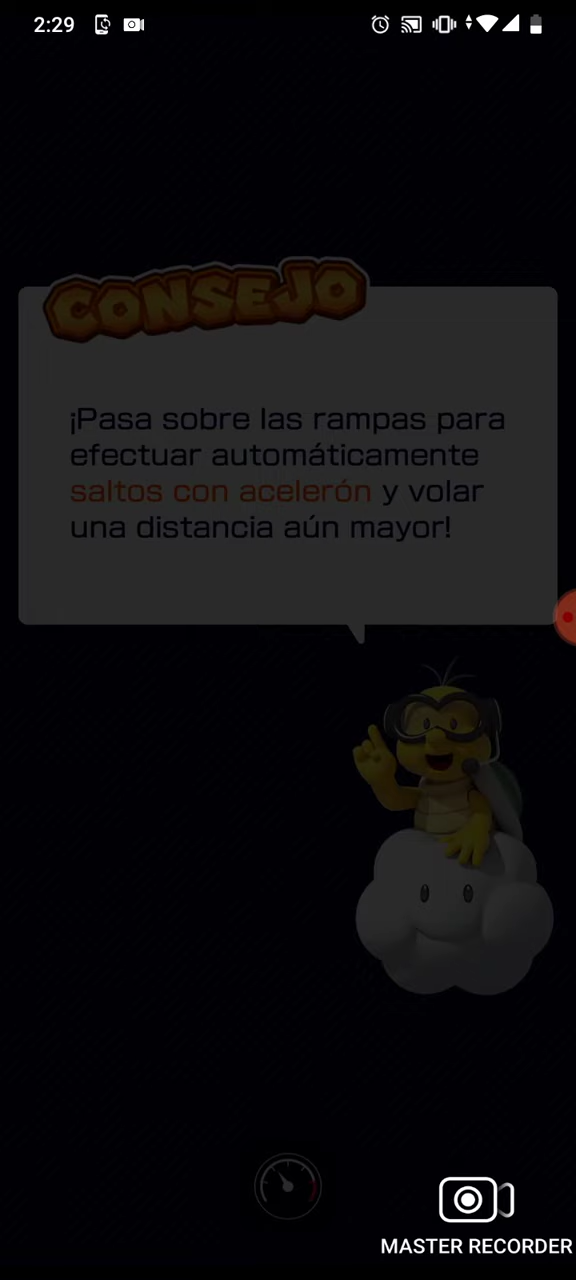 2:29
CONSEJO
¡Pasa sobre las rampas para
efectuar automáticamente
saltos con acelerón y volar
una distancia aún mayor!
MASTER RECORDER